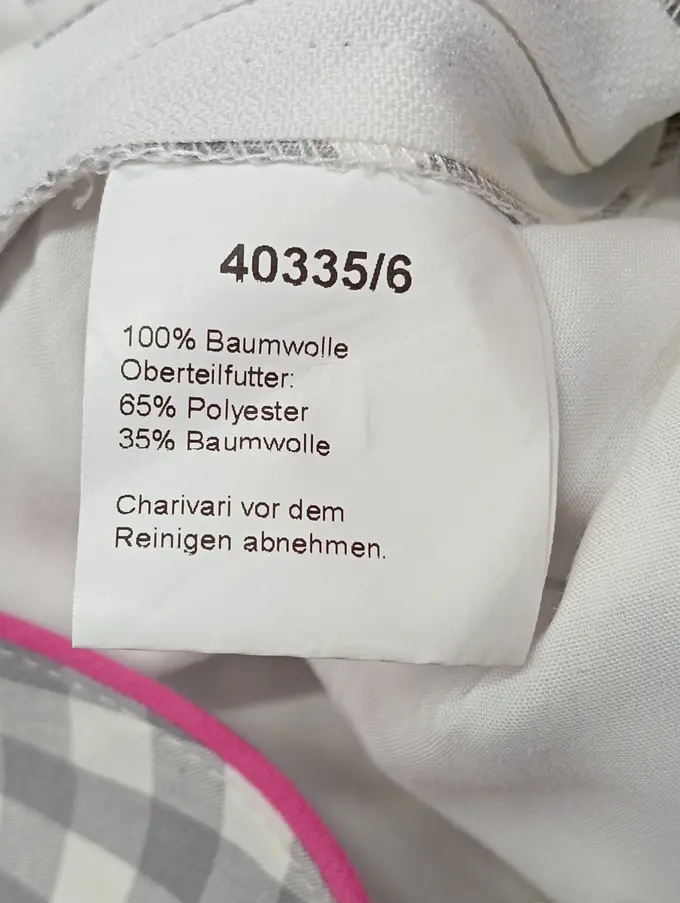 40335/6
100% Baumwolle
Oberteilfutter:
65% Polyester
35% Baumwolle
Charivari vor dem
Reinigen abnehmen.